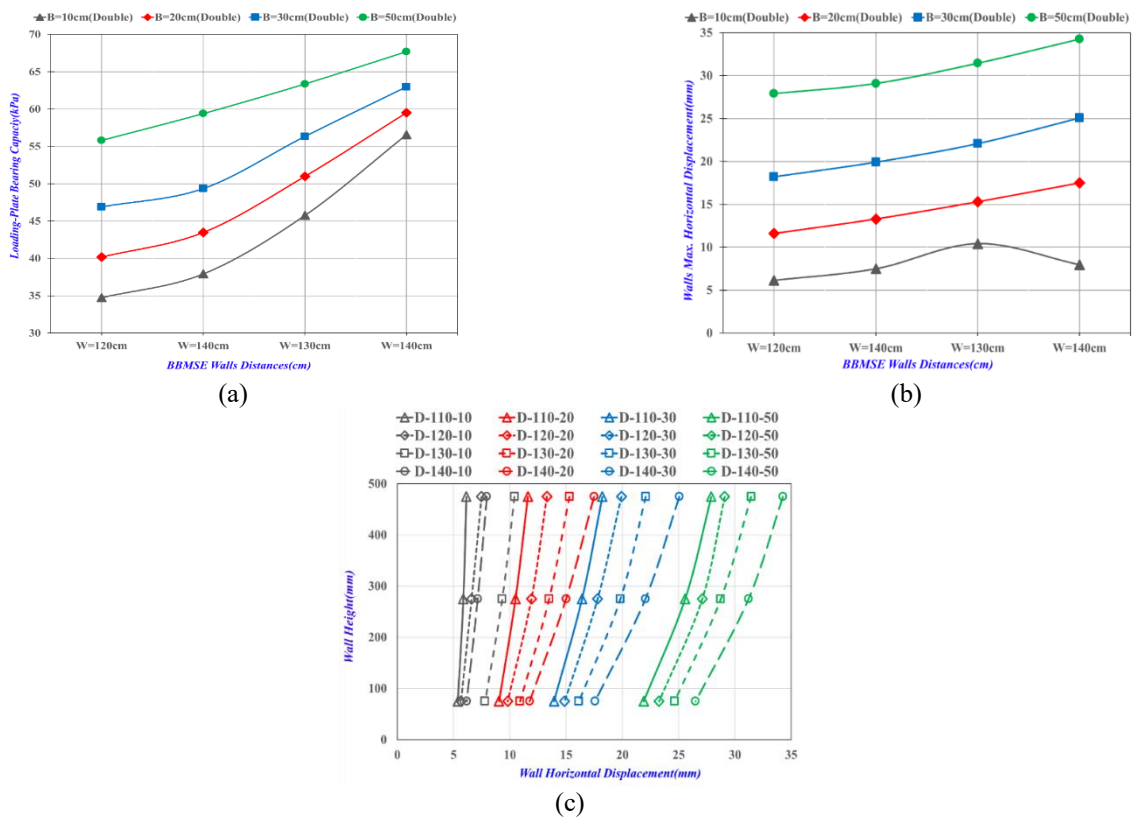 B=10cm(Double) B=20cm(Double) B=30cm(Double) B=50cm(Double)
70
65
60
55
50
45
40
35
30
Loading-Plate Bearing Capaciy(kPa)
W=120cm W=140cm W=130cm W=140cm
BBMSE Walls Distances(cm)
(a)
B=10cm(Double) B=20cm(Double) B=30cm(Double) B=50cm(Double)
35
30
25
20
15
10
5
0
Walls Max. Horizontal Displacement(mm)
W=120cm W=140cm W=130cm W=140cm
BBMSE Walls Distances(cm)
(b)
D-110-10 D-110-20 D-110-30 D-110-50
D-120-10 D-120-20 D-120-30 D-120-50
D-130-10 D-130-20 D-130-30 D-130-50
D-140-10 D-140-20 D-140-30 D-140-50
500
400
300
200
100
0
Wall Height(mm)
0 5 10 15 20 25 30 35
Wall Horizontal Displacement(mm)
(c)